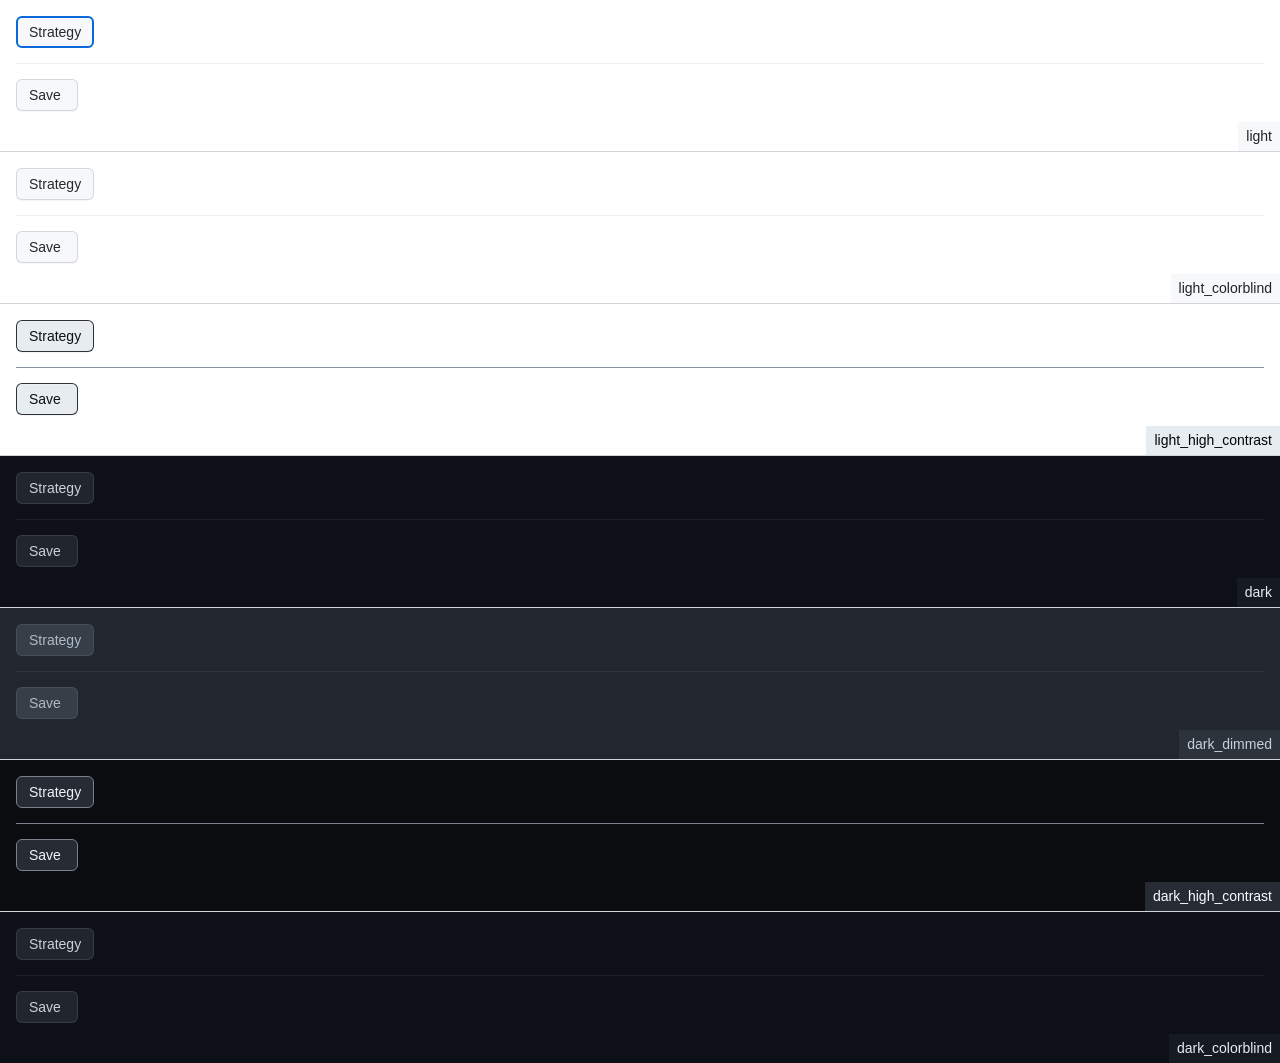 Strategy
Save
light
Strategy
Save
light_colorblind
Strategy
Save
light_high_contrast
Strategy
Save
dark
Strategy
Save
dark_dimmed
Strategy
Save
dark_high_contrast
Strategy
Save
dark_colorblind